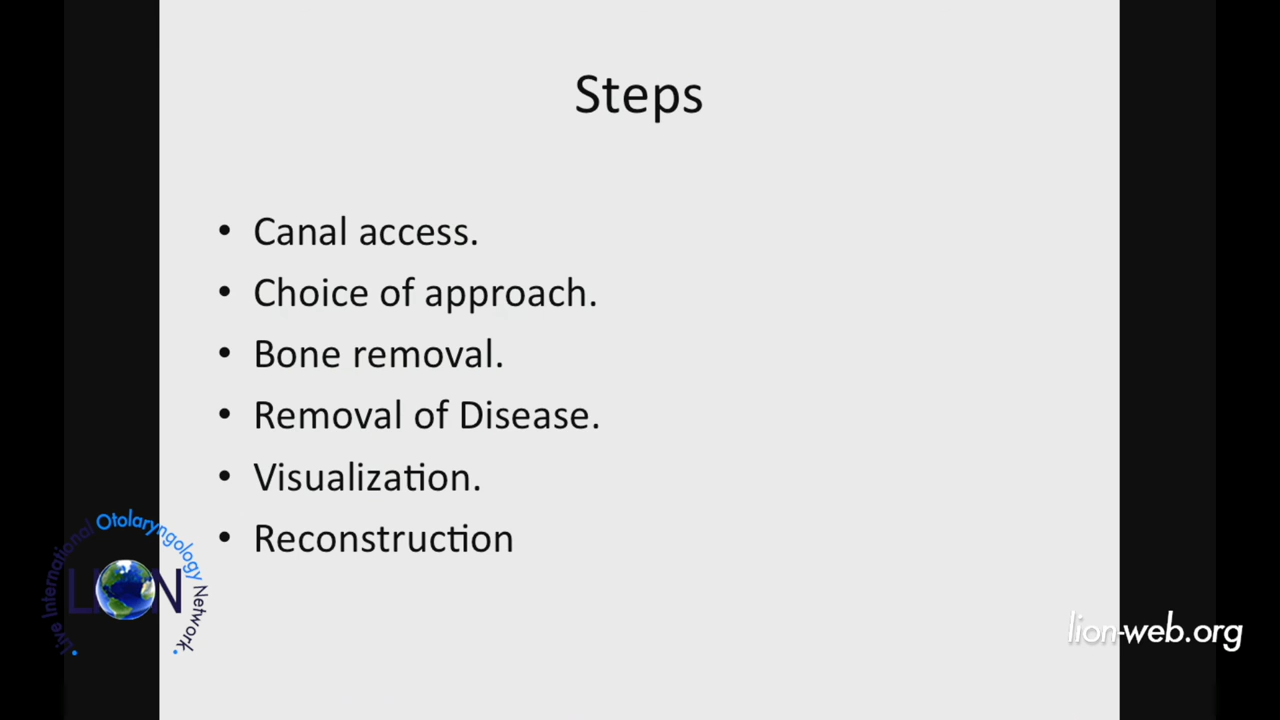 Steps
• Canal access.
• Choice of approach.
• Bone removal.
• Removal of Disease.
• Visualization.
• Reconstruction
• Live International Otolaryngology Network •
LION
lion-web.org